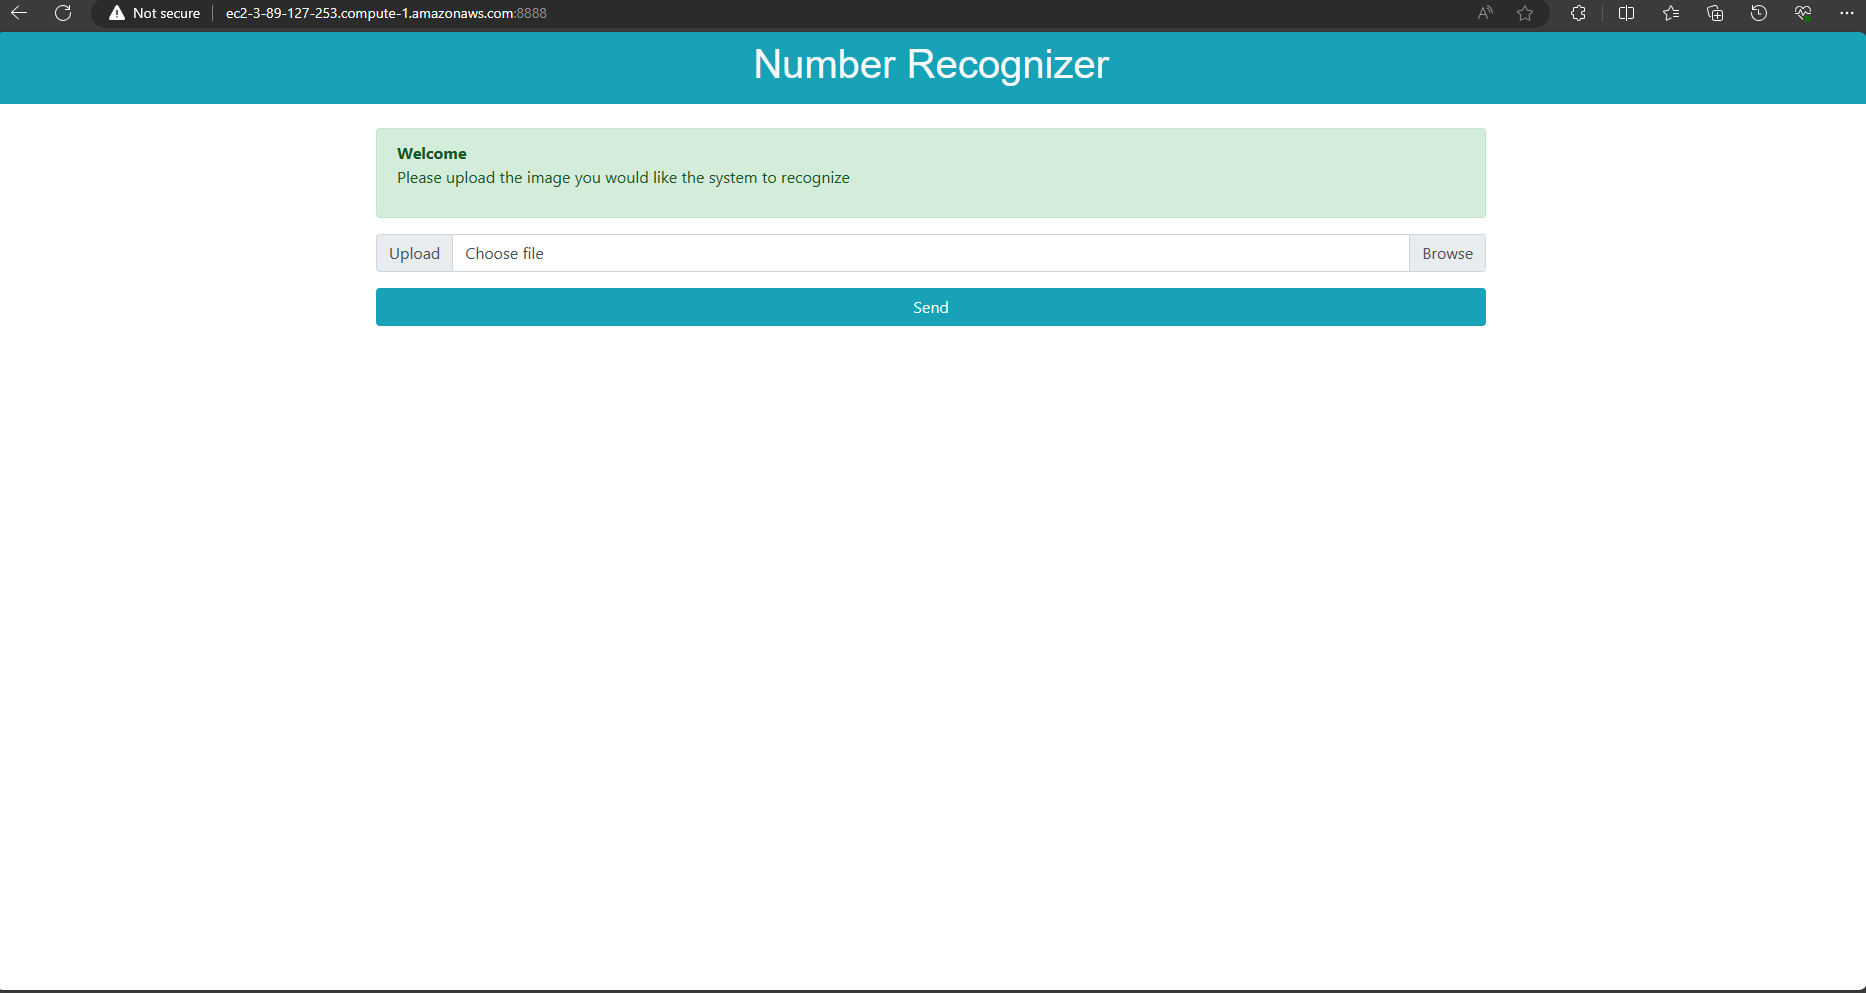 Not secure ec2-3-89-127-253.compute-1.amazonaws.com:8888
Number Recognizer
Welcome
Please upload the image you would like the system to recognize
Upload Choose file Browse
Send